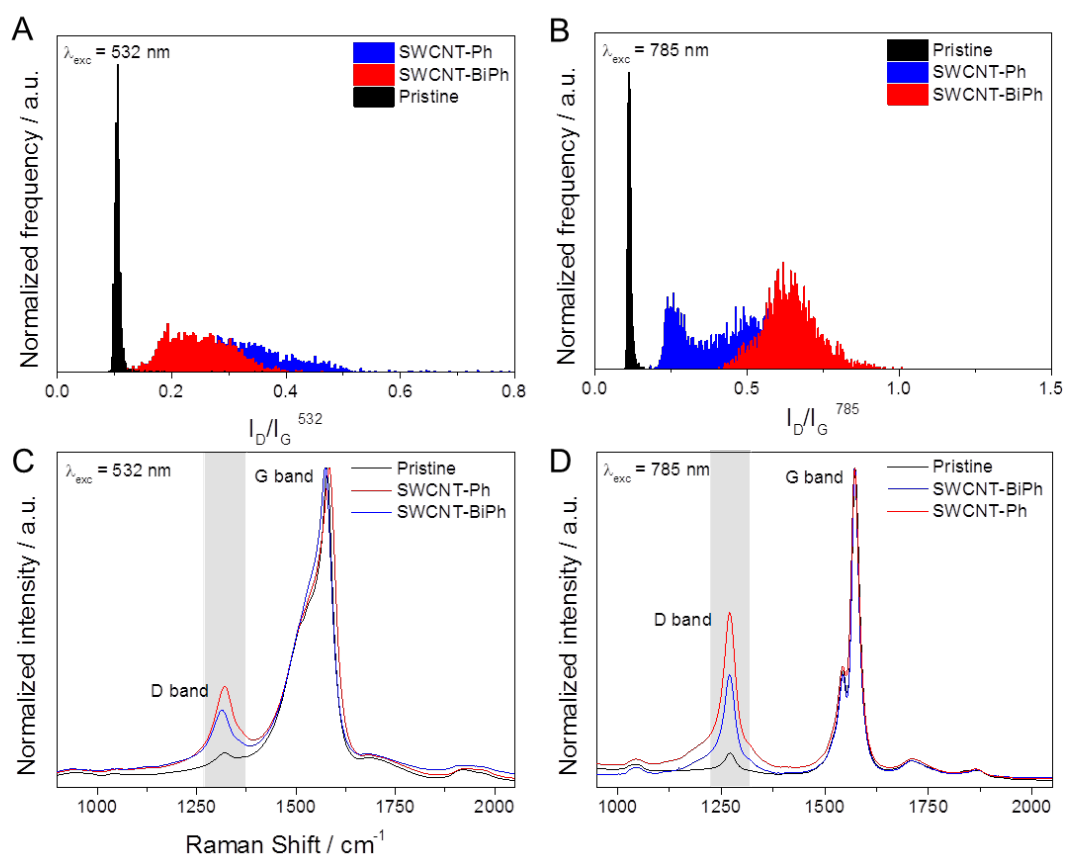 A
λexc = 532 nm
SWCNT-Ph
SWCNT-BiPh
Pristine
Normalized frequency / a.u.
0.0 0.2 0.4 0.6 0.8
ID/IG 532
B
λexc = 785 nm
Pristine
SWCNT-Ph
SWCNT-BiPh
Normalized frequency / a.u.
0.0 0.5 1.0 1.5
ID/IG 785
C
λexc = 532 nm
G band
Pristine
SWCNT-Ph
SWCNT-BiPh
D band
Normalized intensity / a.u.
1000 1250 1500 1750 2000
Raman Shift / cm-1
D
λexc = 785 nm
G band
Pristine
SWCNT-BiPh
SWCNT-Ph
D band
Normalized intensity / a.u.
1000 1250 1500 1750 2000